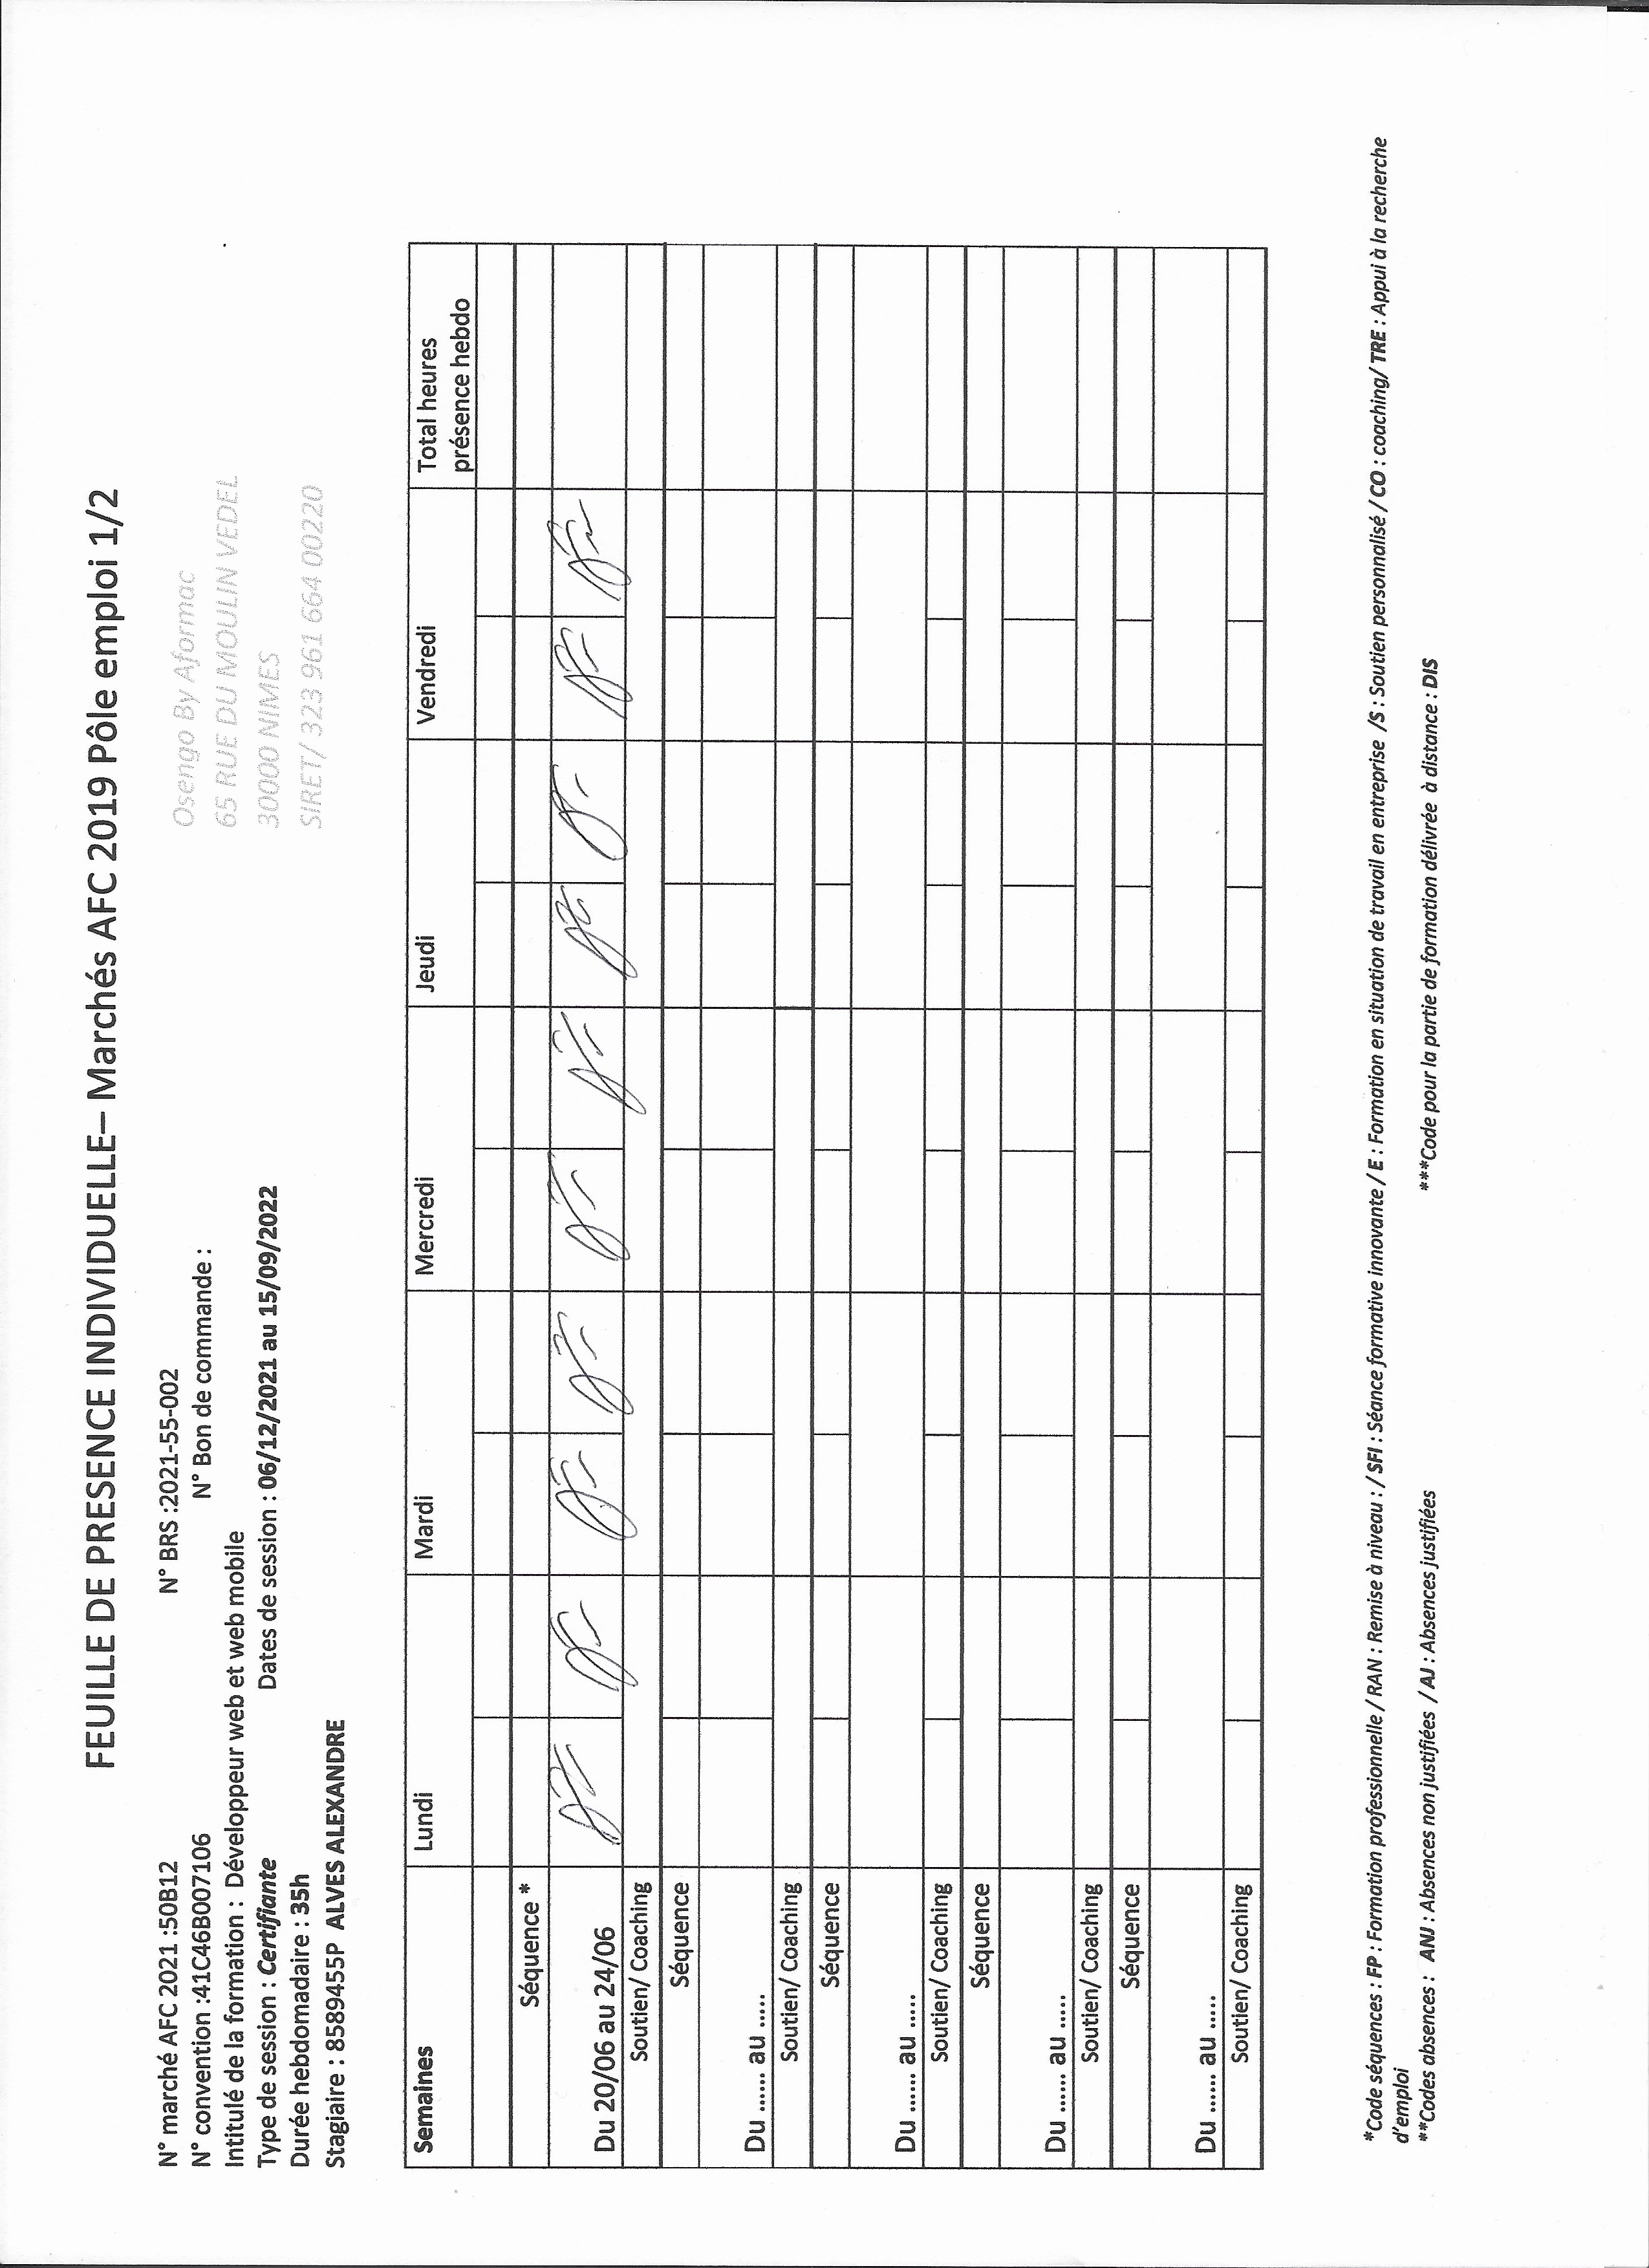 FEUILLE DE PRESENCE INDIVIDUELLE– Marchés AFC 2019 Pôle emploi 1/2
Osengo By Aformac
65 RUE DU MOULIN VEDEL
30000 NIMES
SIRET/ 323 961 664 00220
N° marché AFC 2021 :50B12 N° BRS :2021-55-002
N° convention :41C46B007106 N° Bon de commande :
Intitulé de la formation : Développeur web et web mobile
Type de session : Certifiante Dates de session : 06/12/2021 au 15/09/2022
Durée hebdomadaire : 35h
Stagiaire : 8589455P ALVES ALEXANDRE
Semaines Lundi Mardi Mercredi Jeudi Vendredi Total heures
présence hebdo
Séquence *
Du 20/06 au 24/06
Soutien/ Coaching
Séquence
Du ...... au .....
Soutien/ Coaching
Séquence
Du ...... au .....
Soutien/ Coaching
Séquence
Du ...... au .....
Soutien/ Coaching
Séquence
Du ...... au .....
Soutien/ Coaching
*Code séquences : FP : Formation professionnelle / RAN : Remise à niveau : / SFI : Séance formative innovante / E : Formation en situation de travail en entreprise /S : Soutien personnalisé / CO : coaching/ TRE : Appui à la recherche
d'emploi
**Codes absences : ANJ : Absences non justifiées / AJ : Absences justifiées ***Code pour la partie de formation délivrée à distance : DIS